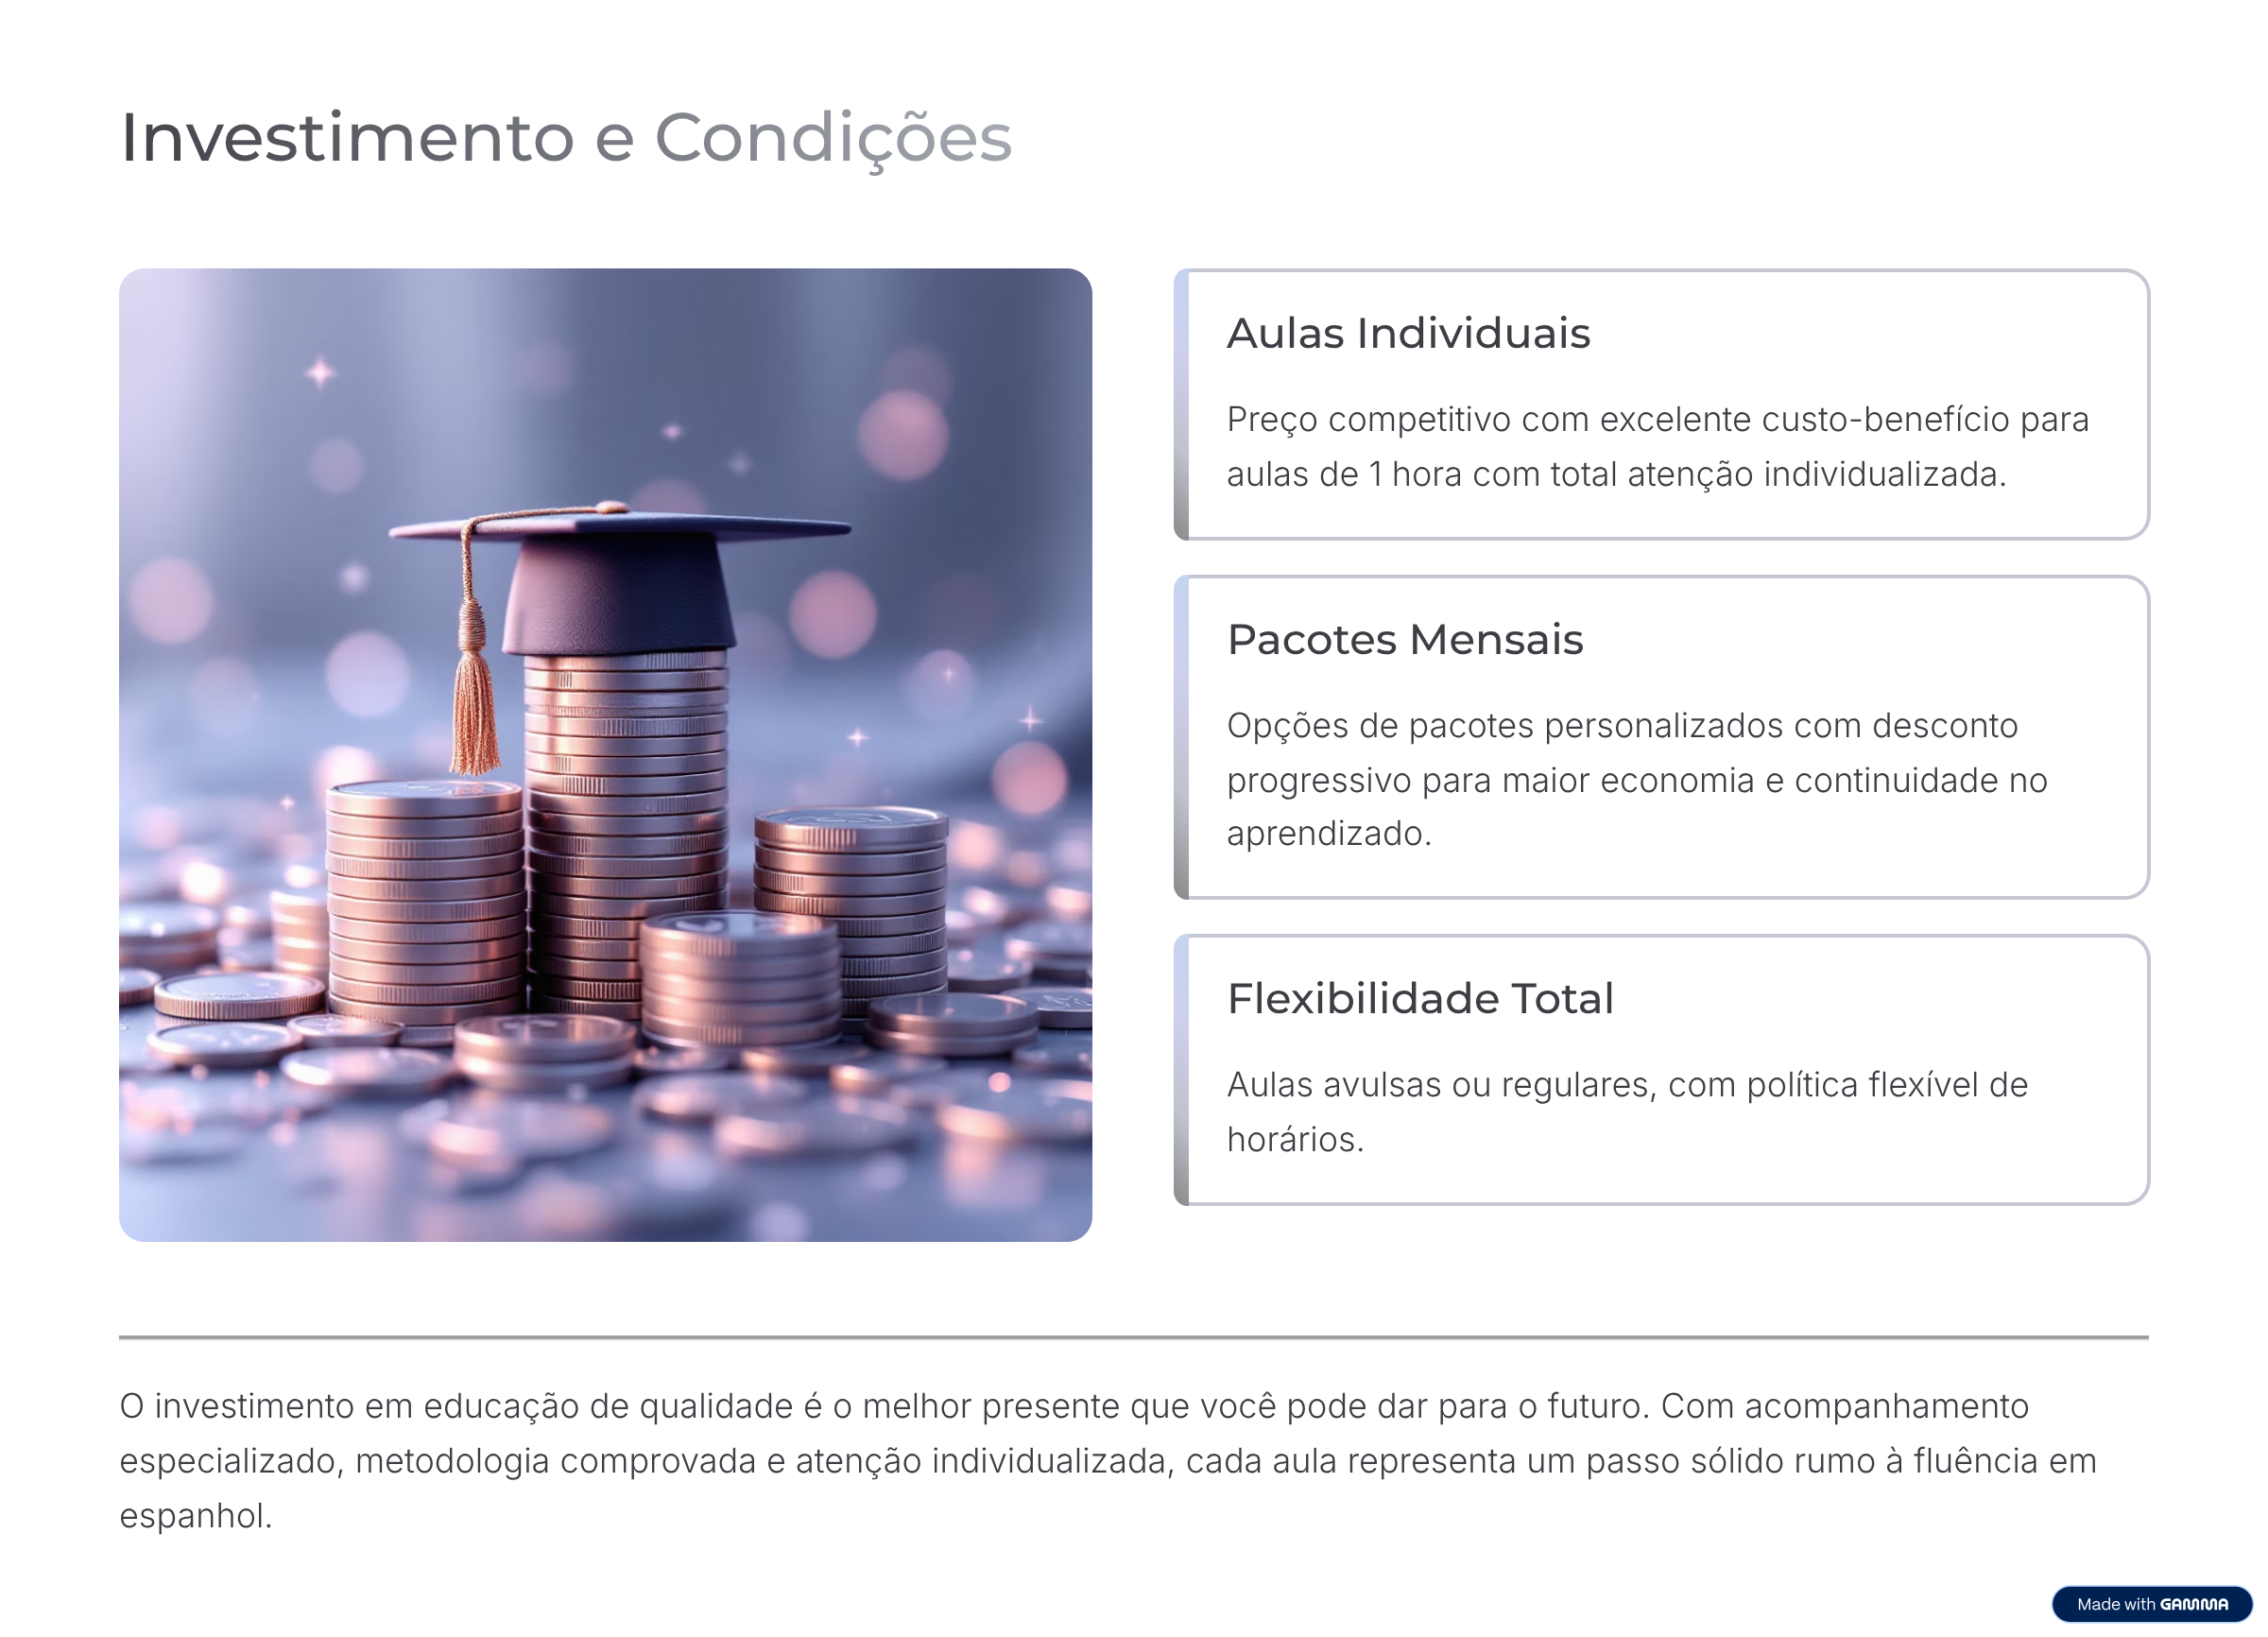 Investimento e Condições
Aulas Individuais
Preço competitivo com excelente custo-benefício para
aulas de 1 hora com total atenção individualizada.
Pacotes Mensais
Opções de pacotes personalizados com desconto
progressivo para maior economia e continuidade no
aprendizado.
Flexibilidade Total
Aulas avulsas ou regulares, com política flexível de
horários.
O investimento em educação de qualidade é o melhor presente que você pode dar para o futuro. Com acompanhamento
especializado, metodologia comprovada e atenção individualizada, cada aula representa um passo sólido rumo à fluência em
espanhol.
Made with GAMMA